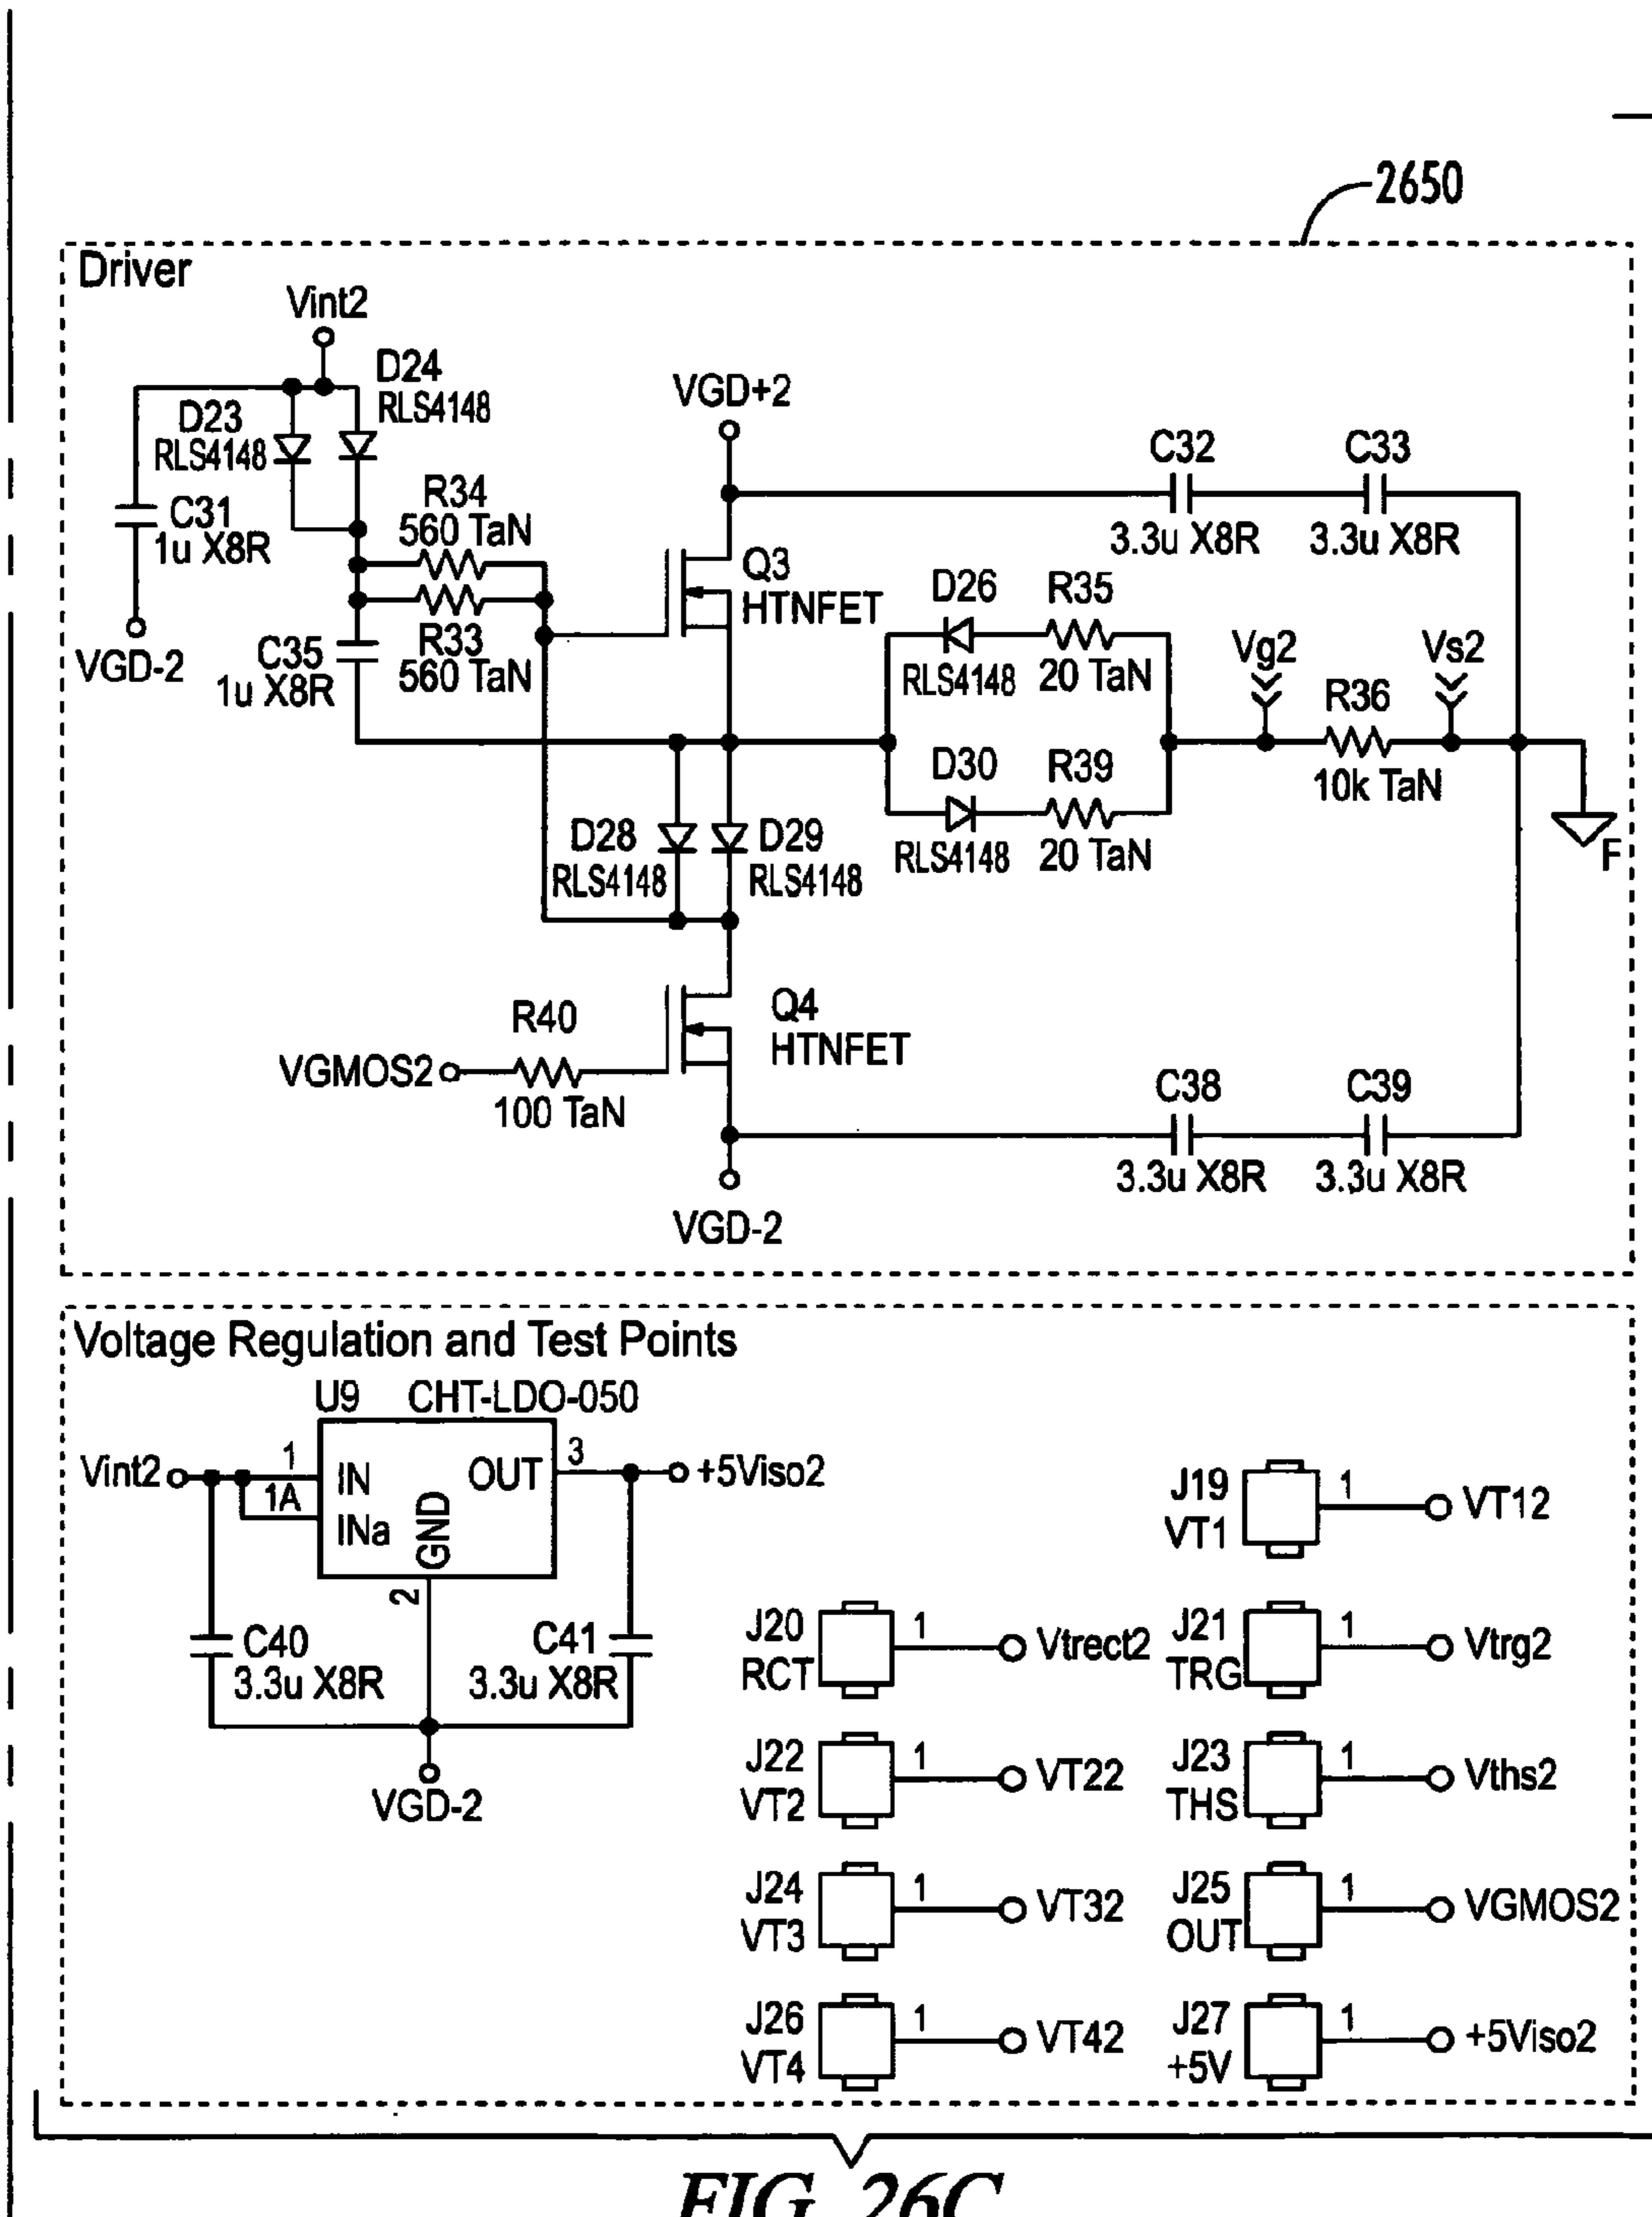 2650
Driver
Vint2
D24
RLS4148
D23
RLS4148
VGD+2
C31
1u X8R
R34
560 TaN
C32
3.3u X8R
C33
3.3u X8R
Q3
HTNFET
D26
RLS4148
R35
20 TaN
VGD-2
R33
560 TaN
C35
1u X8R
Vg2
Vs2
R36
10k TaN
D30
RLS4148
R39
20 TaN
D28
RLS4148
D29
RLS4148
F
R40
100 TaN
VGMOS2
Q4
HTNFET
C38
3.3u X8R
C39
3.3u X8R
VGD-2
Voltage Regulation and Test Points
U9 CHT-LDO-050
Vint2
1
1A
IN
INa
GND
OUT
3
+5Viso2
2
C40
3.3u X8R
C41
3.3u X8R
VGD-2
J19
VT1
1
VT12
J20
RCT
1
Vtrect2
J21
TRG
1
Vtrg2
J22
VT2
1
VT22
J23
THS
1
Vths2
J24
VT3
1
VT32
J25
OUT
1
VGMOS2
J26
VT4
1
VT42
J27
+5V
1
+5Viso2
FIG. 26C